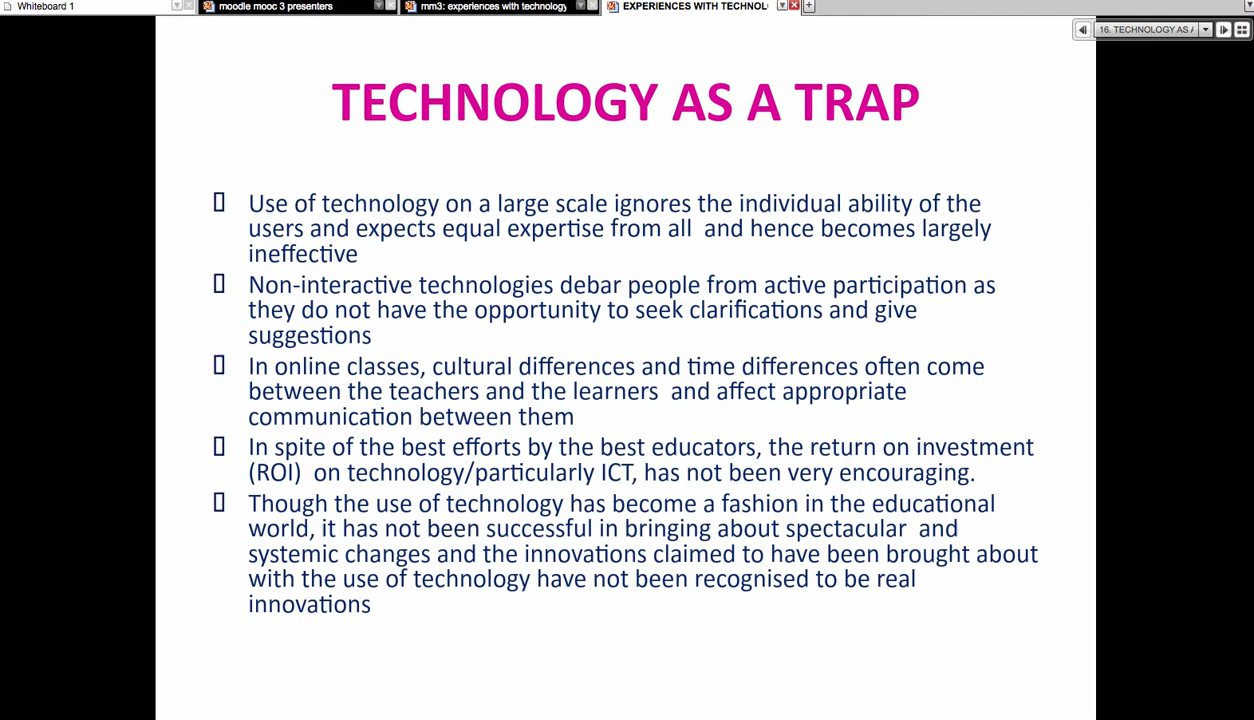 Whiteboard 1
moodle mooc 3 presenters
mm3: experiences with technology
EXPERIENCES WITH TECHNOL
16. TECHNOLOGY AS A
TECHNOLOGY AS A TRAP
Use of technology on a large scale ignores the individual ability of the
users and expects equal expertise from all  and hence becomes largely
ineffective
Non-interactive technologies debar people from active participation as
they do not have the opportunity to seek clarifications and give
suggestions
In online classes, cultural differences and time differences often come
between the teachers and the learners  and affect appropriate
communication between them
In spite of the best efforts by the best educators, the return on investment
(ROI)  on technology/particularly ICT, has not been very encouraging.
Though the use of technology has become a fashion in the educational
world, it has not been successful in bringing about spectacular  and
systemic changes and the innovations claimed to have been brought about
with the use of technology have not been recognised to be real
innovations